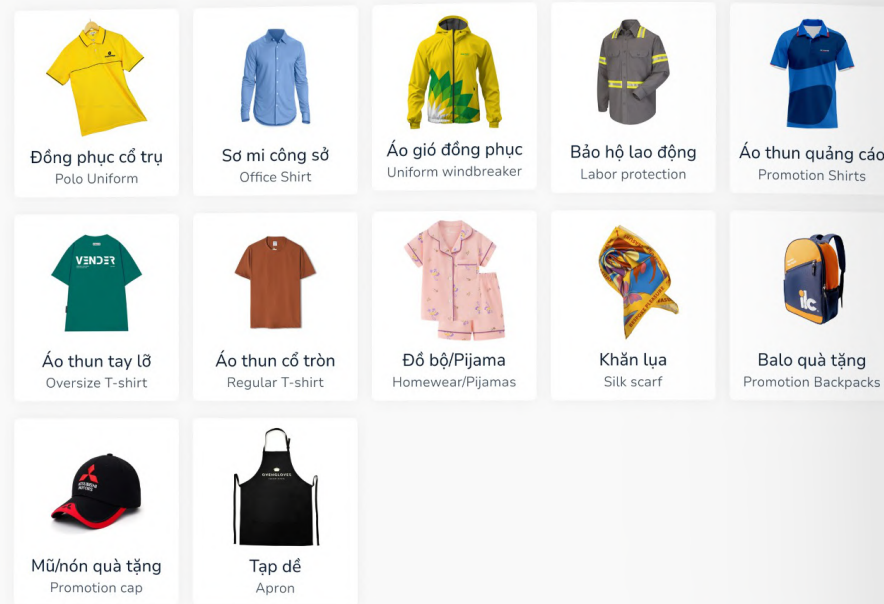 Đồng phục cổ trụ
Polo Uniform
Sơ mi công sở
Office Shirt
Áo gió đồng phục
Uniform windbreaker
Bảo hộ lao động
Labor protection
Áo thun quảng cáo
Promotion Shirts
VENDER
Áo thun tay lỡ
Oversize T-shirt
Áo thun cổ tròn
Regular T-shirt
Đồ bộ/Pijama
Homewear/Pijamas
Khăn lụa
Silk scarf
ilc
Balo quà tặng
Promotion Backpacks
MITSUBISHI
MOTORS
Mũ/nón quà tặng
Promotion cap
Tạp dề
Apron